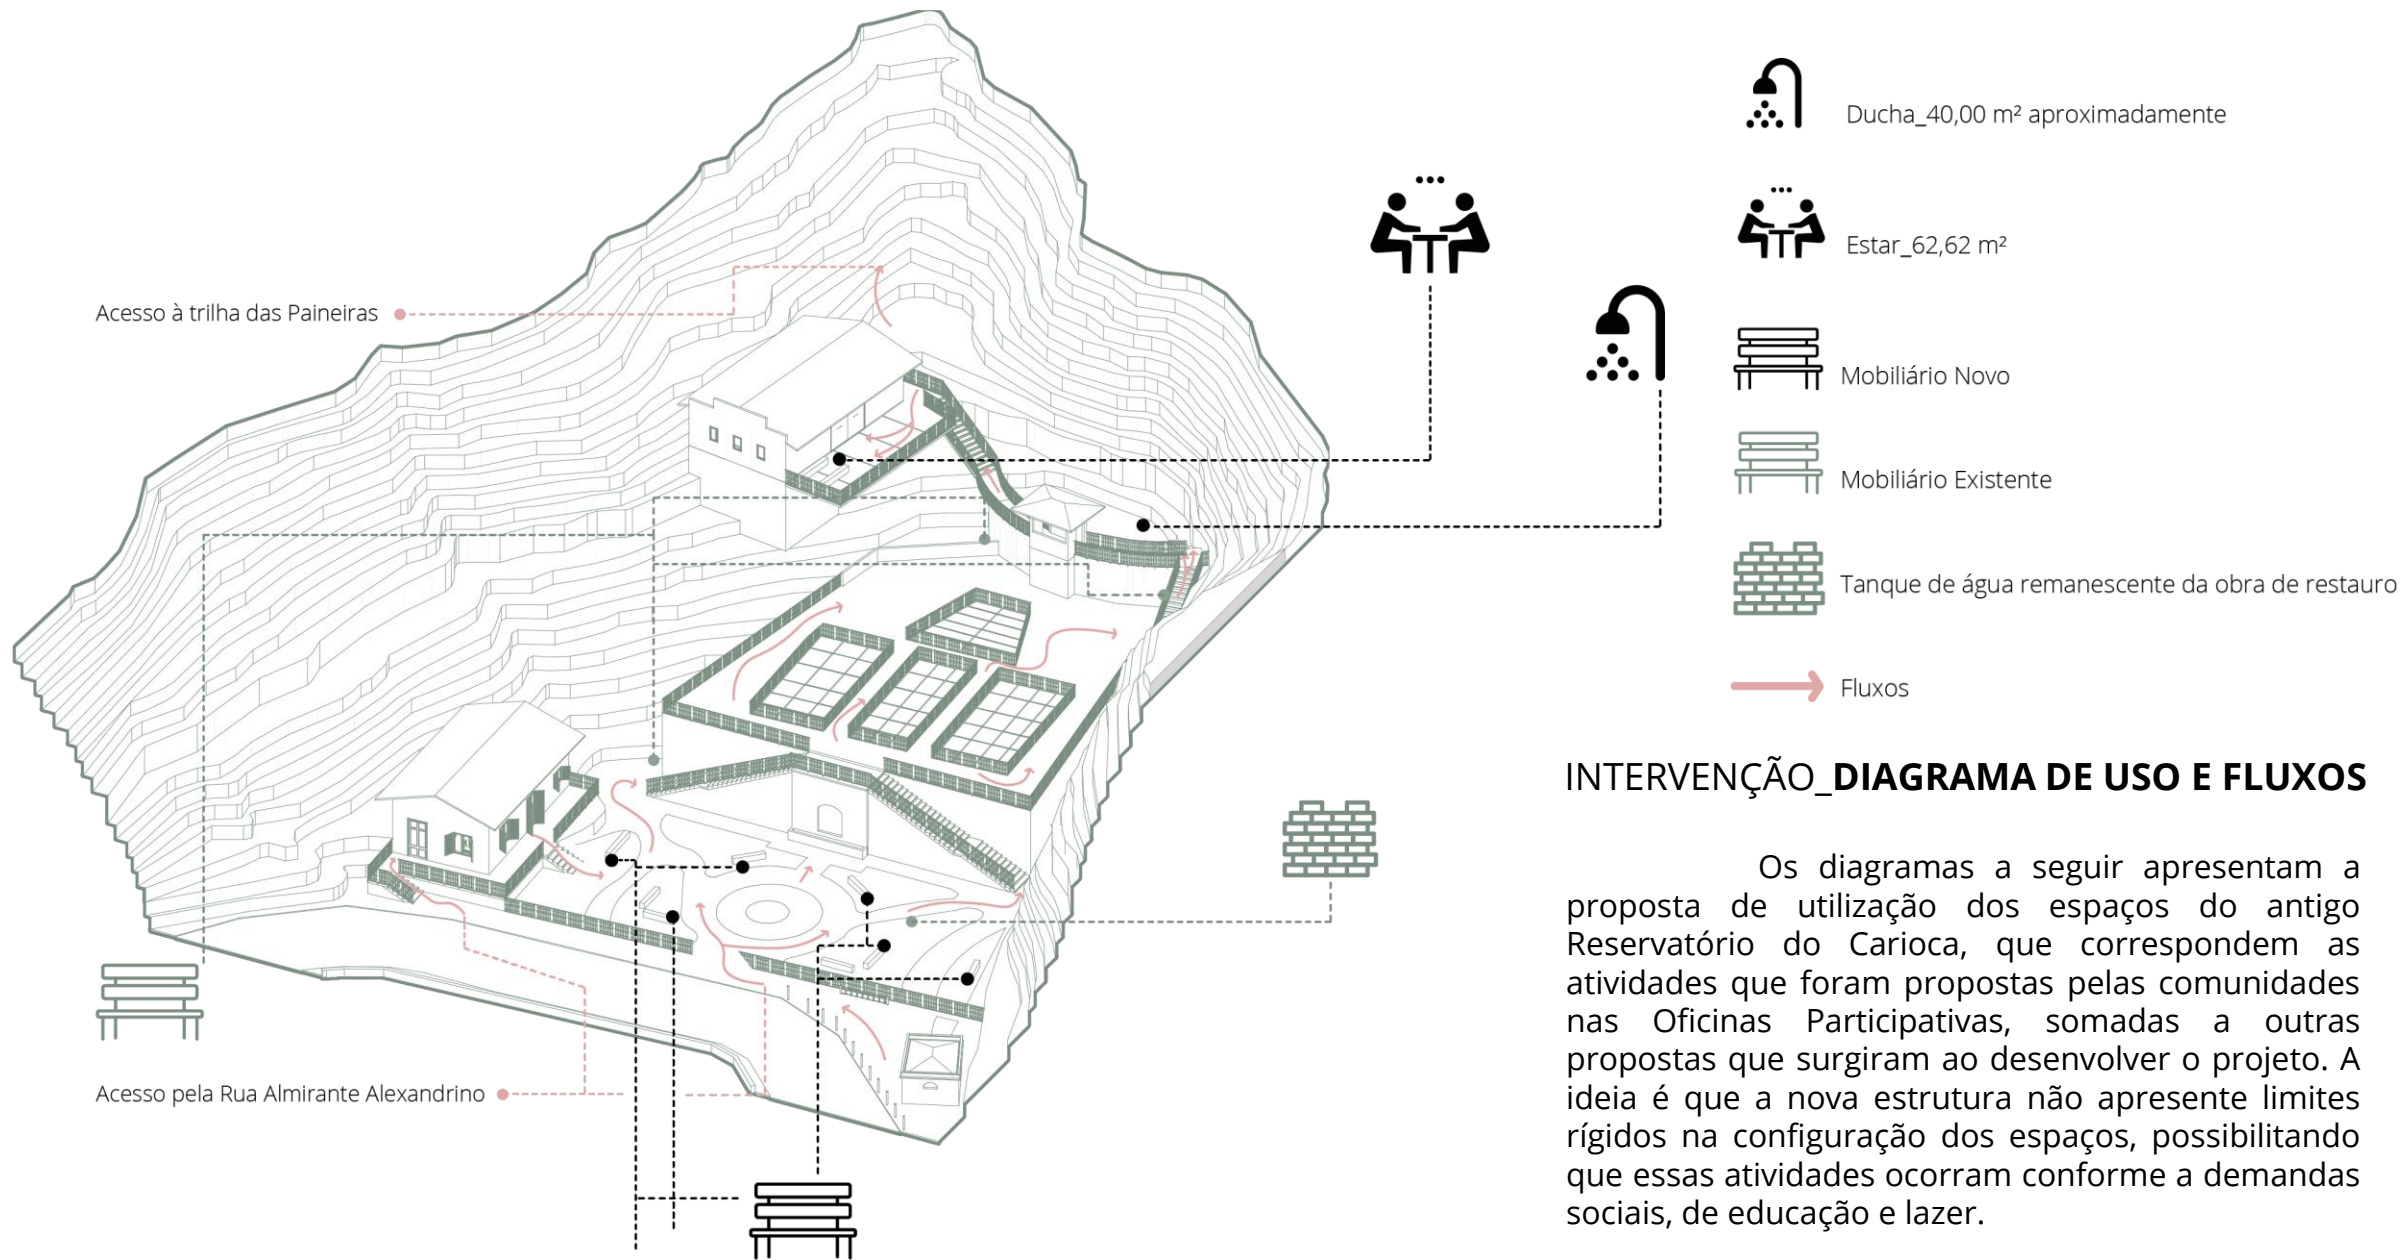 Ducha_40,00 m² aproximadamente
Estar_62,62 m²
Acesso à trilha das Paineiras
Mobiliário Novo
Mobiliário Existente
Tanque de água remanescente da obra de restauro
Fluxos
INTERVENÇÃO_DIAGRAMA DE USO E FLUXOS
Os diagramas a seguir apresentam a
proposta de utilização dos espaços do antigo
Reservatório do Carioca, que correspondem as
atividades que foram propostas pelas comunidades
nas Oficinas Participativas, somadas a outras
propostas que surgiram ao desenvolver o projeto. A
ideia é que a nova estrutura não apresente limites
rígidos na configuração dos espaços, possibilitando
que essas atividades ocorram conforme a demandas
sociais, de educação e lazer.
Acesso pela Rua Almirante Alexandrino